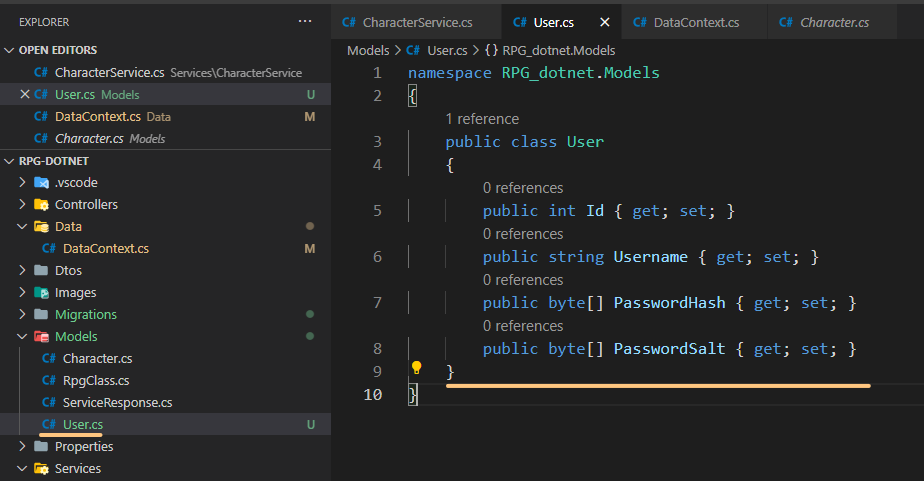 EXPLORER
OPEN EDITORS
C# CharacterService.cs Services\CharacterService
C# User.cs Models U
C# DataContext.cs Data M
C# Character.cs Models
RPG-DOTNET
.vscode
Controllers
Data
C# DataContext.cs M
Dtos
Images
Migrations
Models
C# Character.cs
C# RpgClass.cs
C# ServiceResponse.cs
C# User.cs U
Properties
Services
C# CharacterService.cs C# User.cs C# DataContext.cs C# Character.cs
Models > C# User.cs > {} RPG_dotnet.Models
1 namespace RPG_dotnet.Models
2 {
1 reference
3 public class User
4 {
0 references
5 public int Id { get; set; }
0 references
6 public string Username { get; set; }
0 references
7 public byte[] PasswordHash { get; set; }
0 references
8 public byte[] PasswordSalt { get; set; }
9 }
10 }